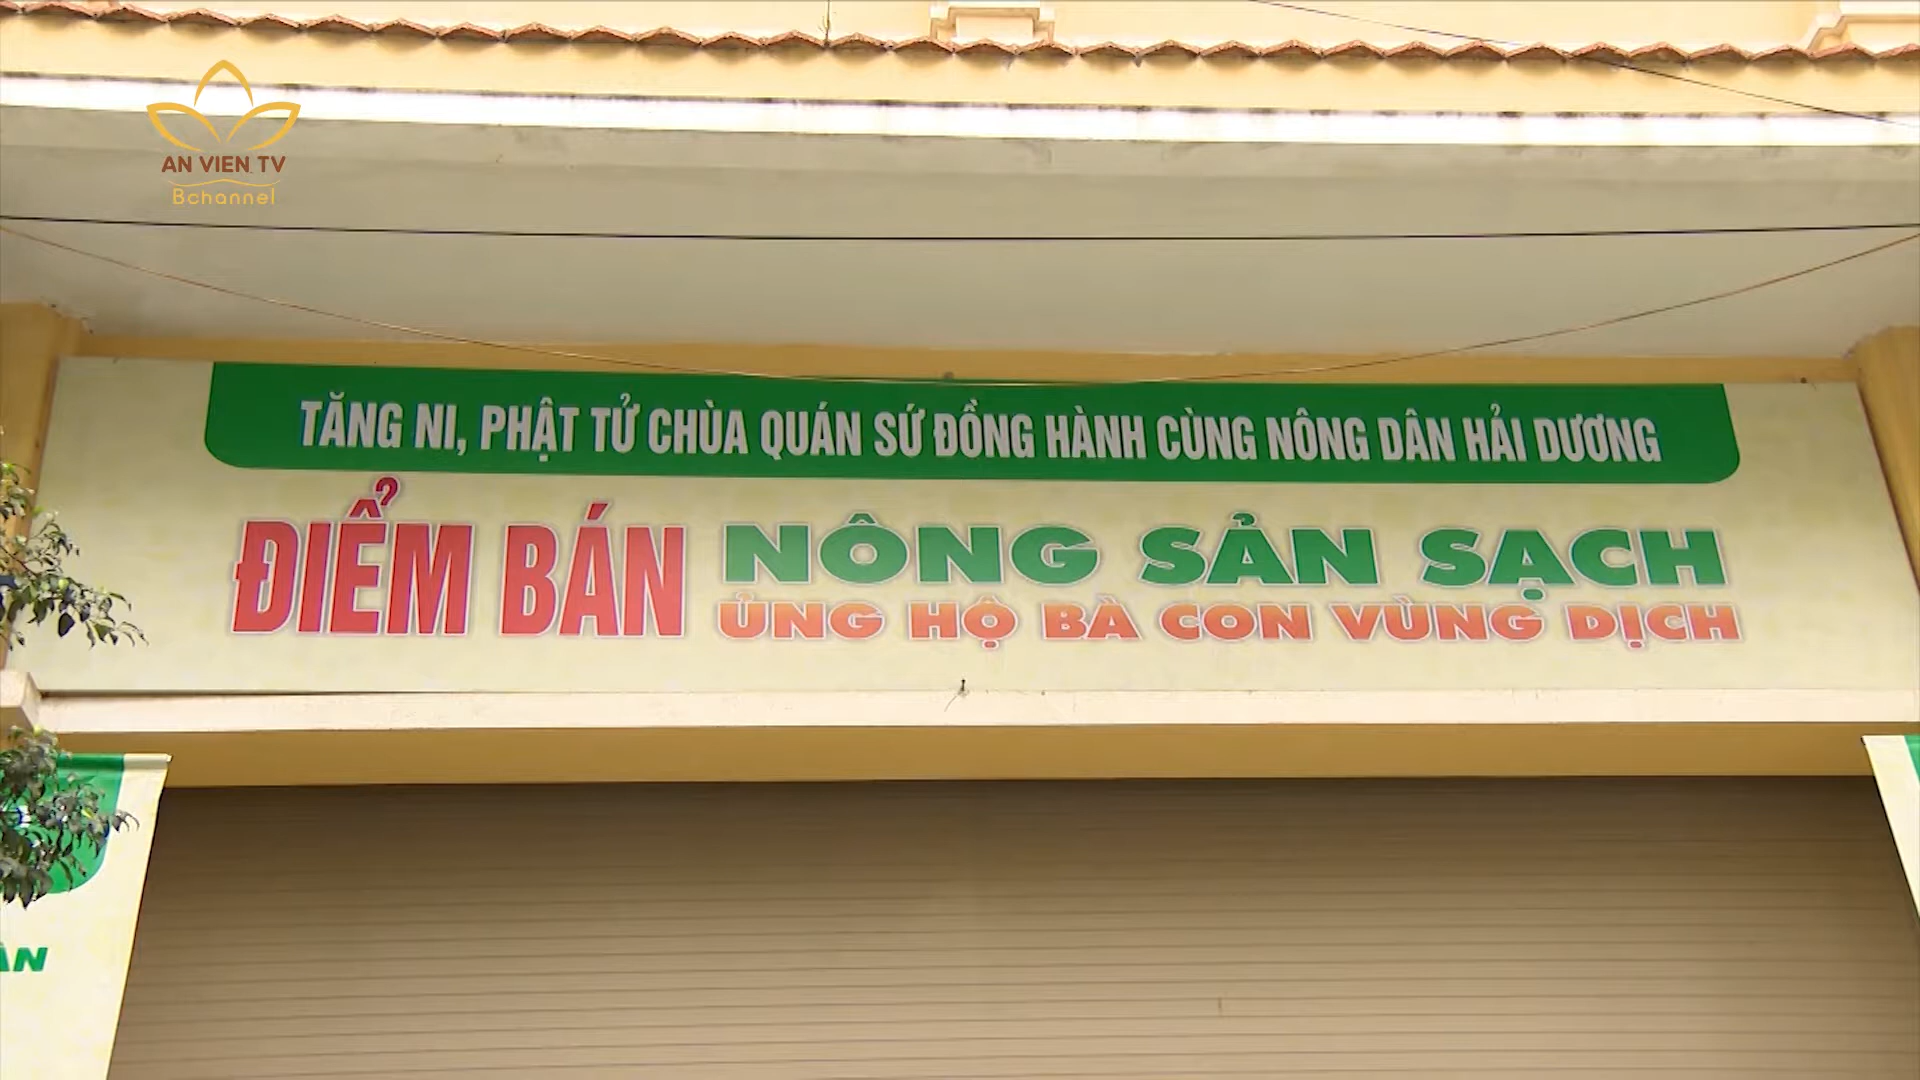 AN VIEN TV
Bchannel
TĂNG NI, PHẬT TỬ CHÙA QUÁN SỨ ĐỒNG HÀNH CÙNG NÔNG DÂN HẢI DƯƠNG
ĐIỂM BÁN NÔNG SẢN SẠCH
ỦNG HỘ BÀ CON VÙNG DỊCH